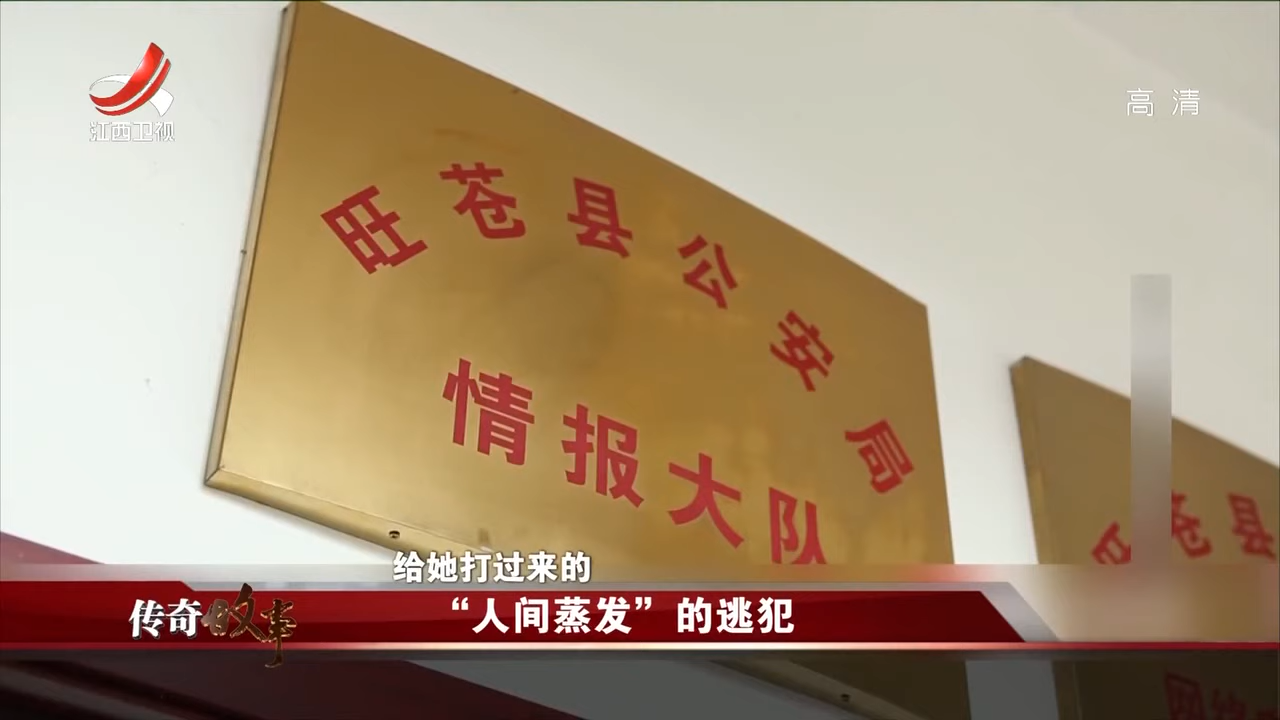 江西卫视
高清
旺苍县公安局
情报大队
苍县
给她打过来的
传奇故事
“人间蒸发”的逃犯